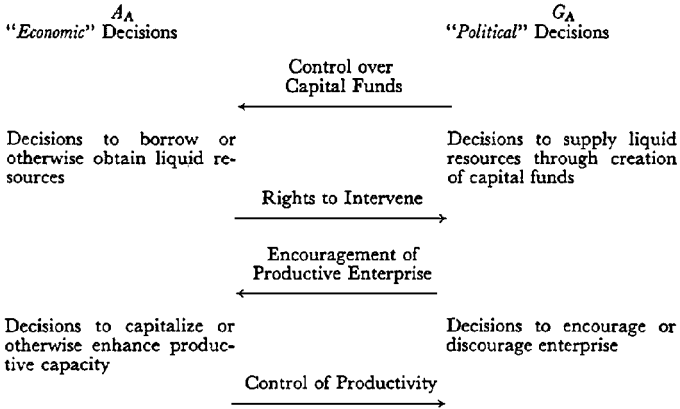 A_A
"Economic" Decisions
G_A
"Political" Decisions
Control over
Capital Funds
Decisions to borrow or
otherwise obtain liquid re-
sources
Decisions to supply liquid
resources through creation
of capital funds
Rights to Intervene
Encouragement of
Productive Enterprise
Decisions to capitalize or
otherwise enhance produc-
tive capacity
Decisions to encourage or
discourage enterprise
Control of Productivity